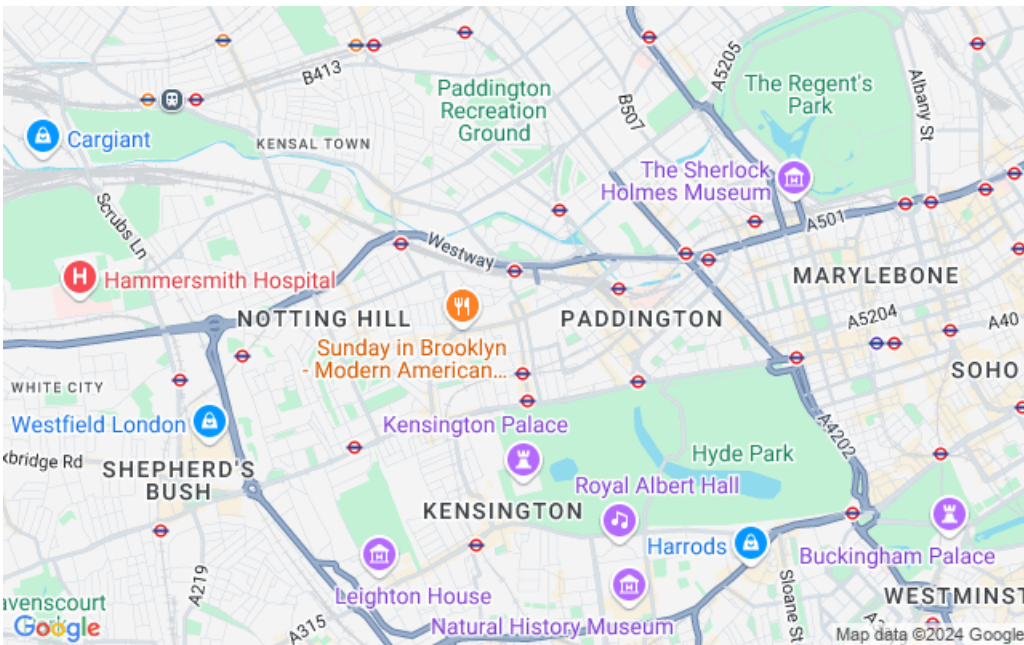 B413
A5205
The Regent's
Park
Albany St
Paddington
Recreation
Ground
B507
Cargiant
KENSAL TOWN
The Sherlock
Holmes Museum
Scrubs Ln
A501
Westway
H
Hammersmith Hospital
MARYLEBONE
NOTTING HILL
PADDINGTON
A5204
A40
Sunday in Brooklyn
- Modern American...
SOHO
WHITE CITY
Westfield London
Kensington Palace
A4202
xbridge Rd
SHEPHERD'S
BUSH
Hyde Park
Royal Albert Hall
KENSINGTON
Harrods
Buckingham Palace
A219
Leighton House
Sloane St
WESTMINST
avenscourt
Google
A315
Natural History Museum
Map data ©2024 Google